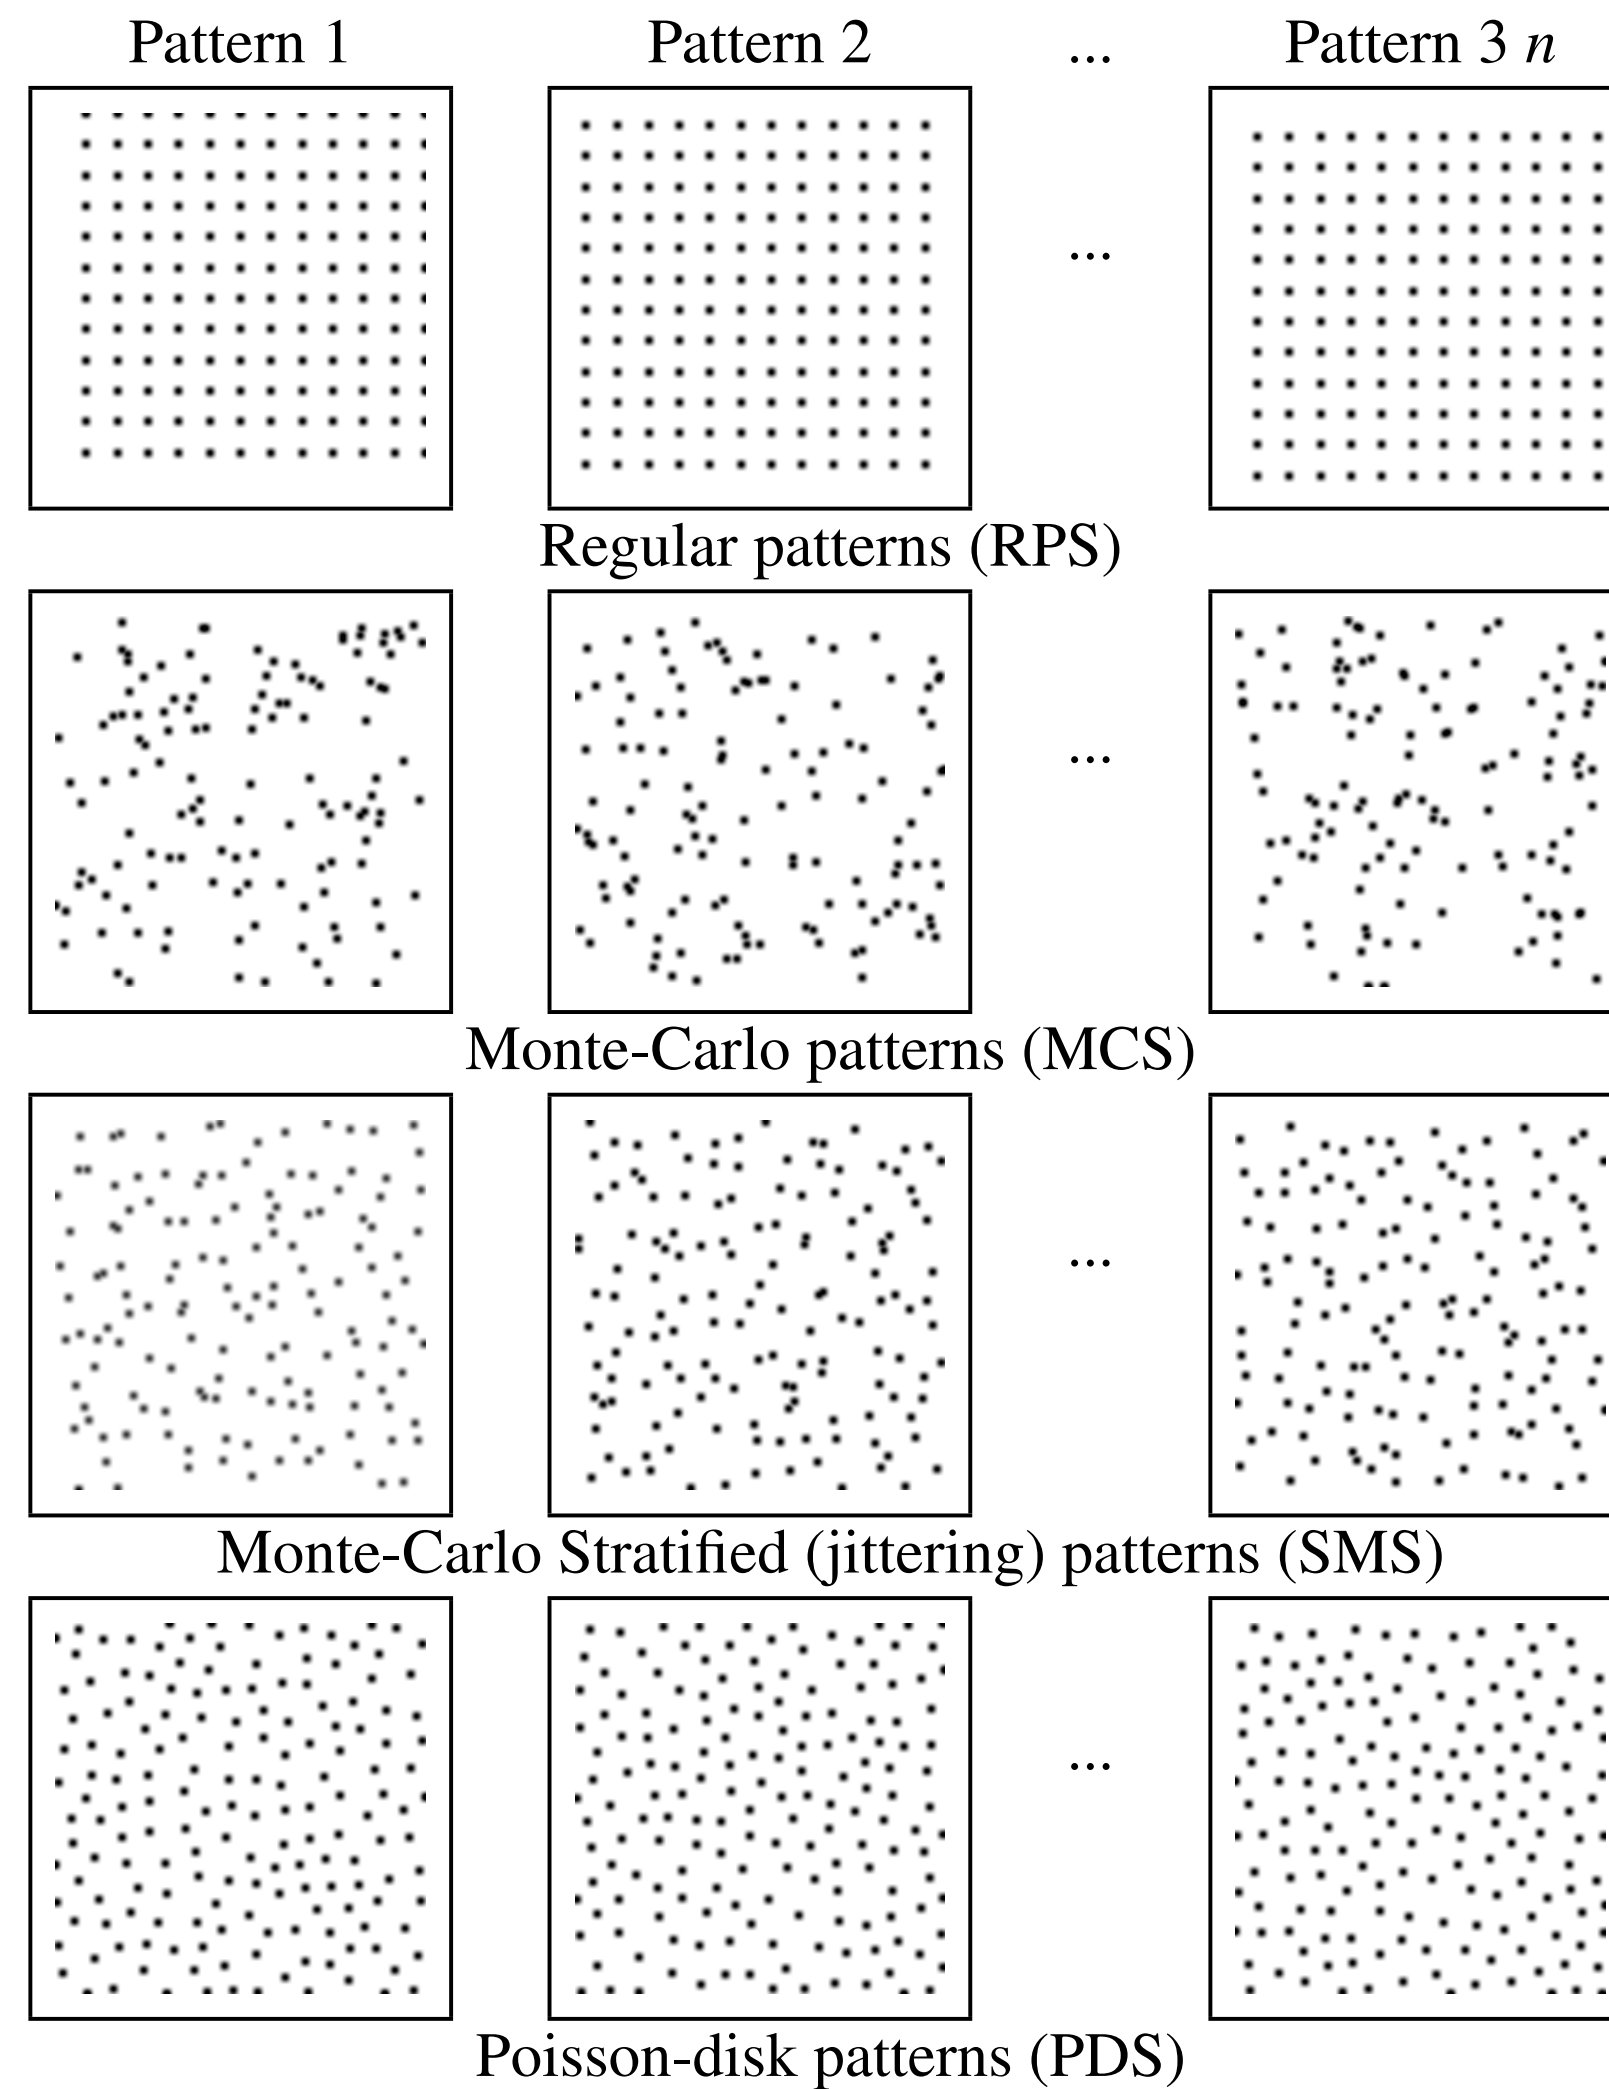 Pattern 1 Pattern 2 ... Pattern 3 n
...
Regular patterns (RPS)
...
Monte-Carlo patterns (MCS)
...
Monte-Carlo Stratified (jittering) patterns (SMS)
...
Poisson-disk patterns (PDS)